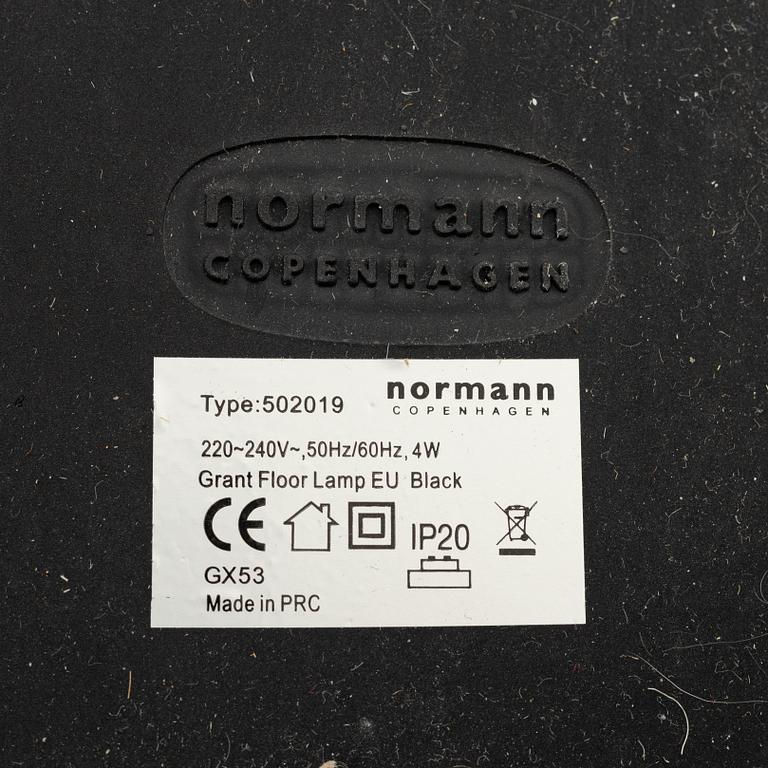 normann
COPENHAGEN
Type:502019
normann
COPENHAGEN
220~240V~,50Hz/60Hz, 4W
Grant Floor Lamp EU Black
CE
IP20
GX53
Made in PRC